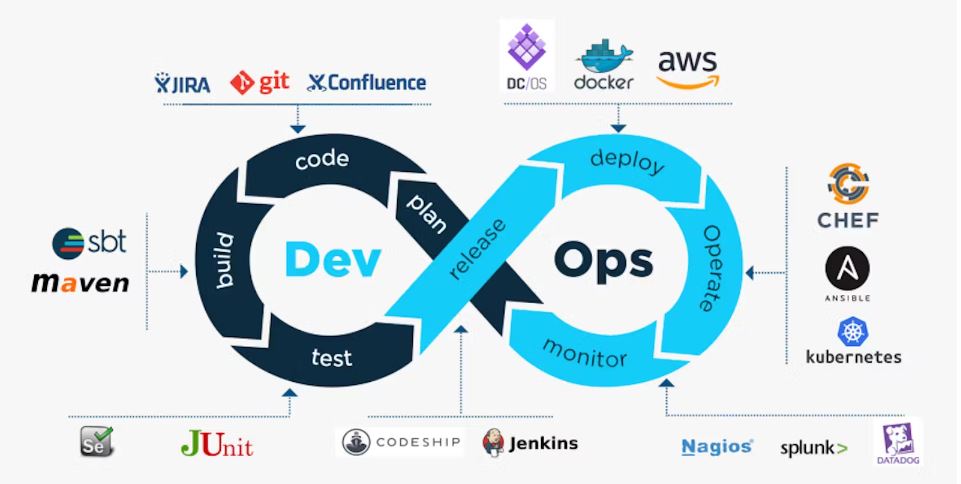 DC/OS
docker
aws
JIRA
git
Confluence
code
deploy
plan
release
build
Dev
Ops
Operate
test
monitor
sbt
maven
CHEF
A
ANSIBLE
kubernetes
Se
JUnit
CODESHIP
Jenkins
Nagios®
splunk>
DATADOG